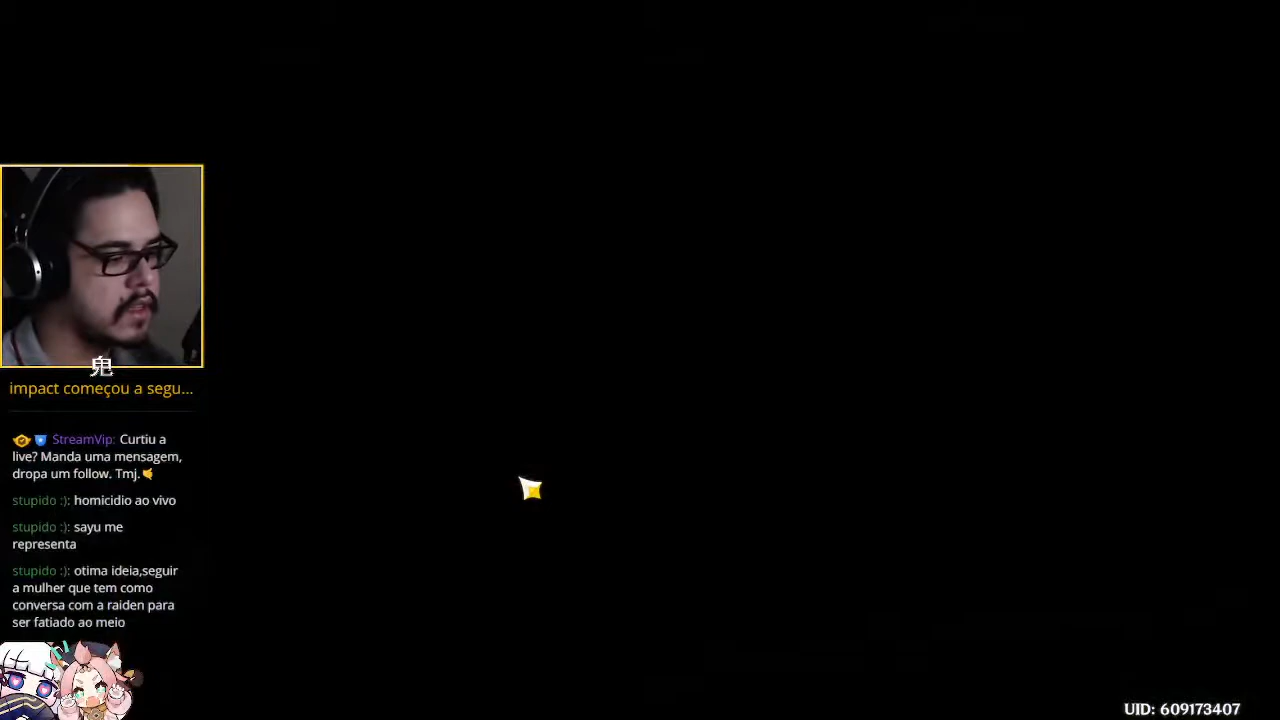 鬼
impact começou a segu...
StreamVip: Curtiu a
live? Manda uma mensagem,
dropa um follow. Tmj.
stupido :): homicidio ao vivo
stupido :): sayu me
representa
stupido :): otima ideia,seguir
a mulher que tem como
conversa com a raiden para
ser fatiado ao meio
UID: 609173407